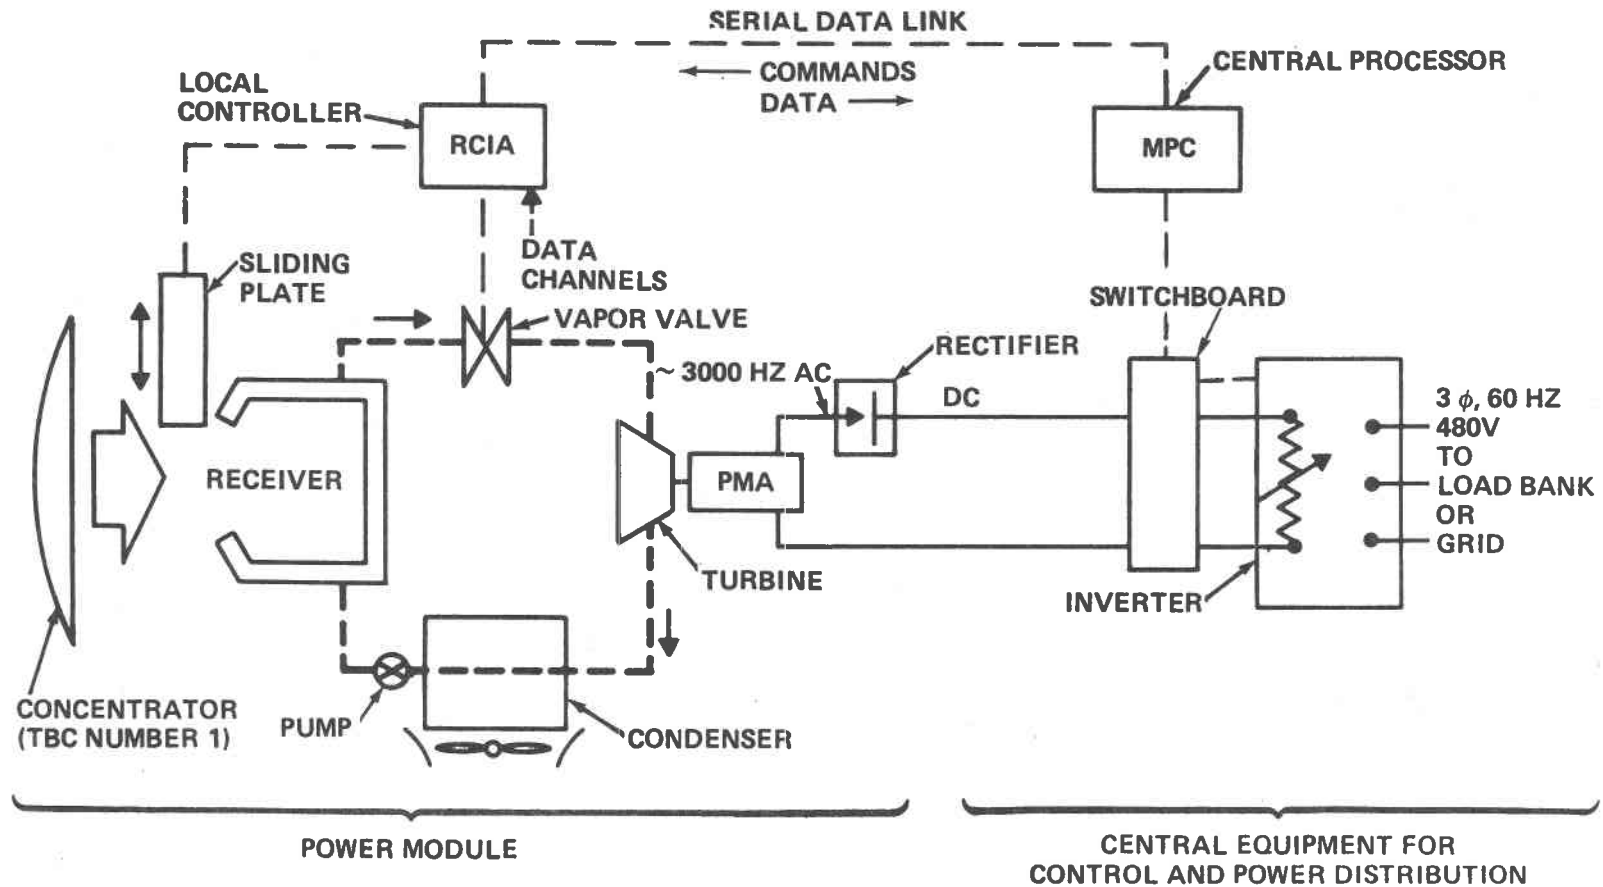 SERIAL DATA LINK
COMMANDS
DATA
CENTRAL PROCESSOR
LOCAL
CONTROLLER
RCIA
MPC
DATA
CHANNELS
SLIDING
PLATE
SWITCHBOARD
VAPOR VALVE
RECTIFIER
~ 3000 HZ AC
DC
3 ϕ, 60 HZ
480V
TO
LOAD BANK
OR
GRID
RECEIVER
PMA
TURBINE
INVERTER
CONCENTRATOR
(TBC NUMBER 1)
PUMP
CONDENSER
POWER MODULE
CENTRAL EQUIPMENT FOR
CONTROL AND POWER DISTRIBUTION